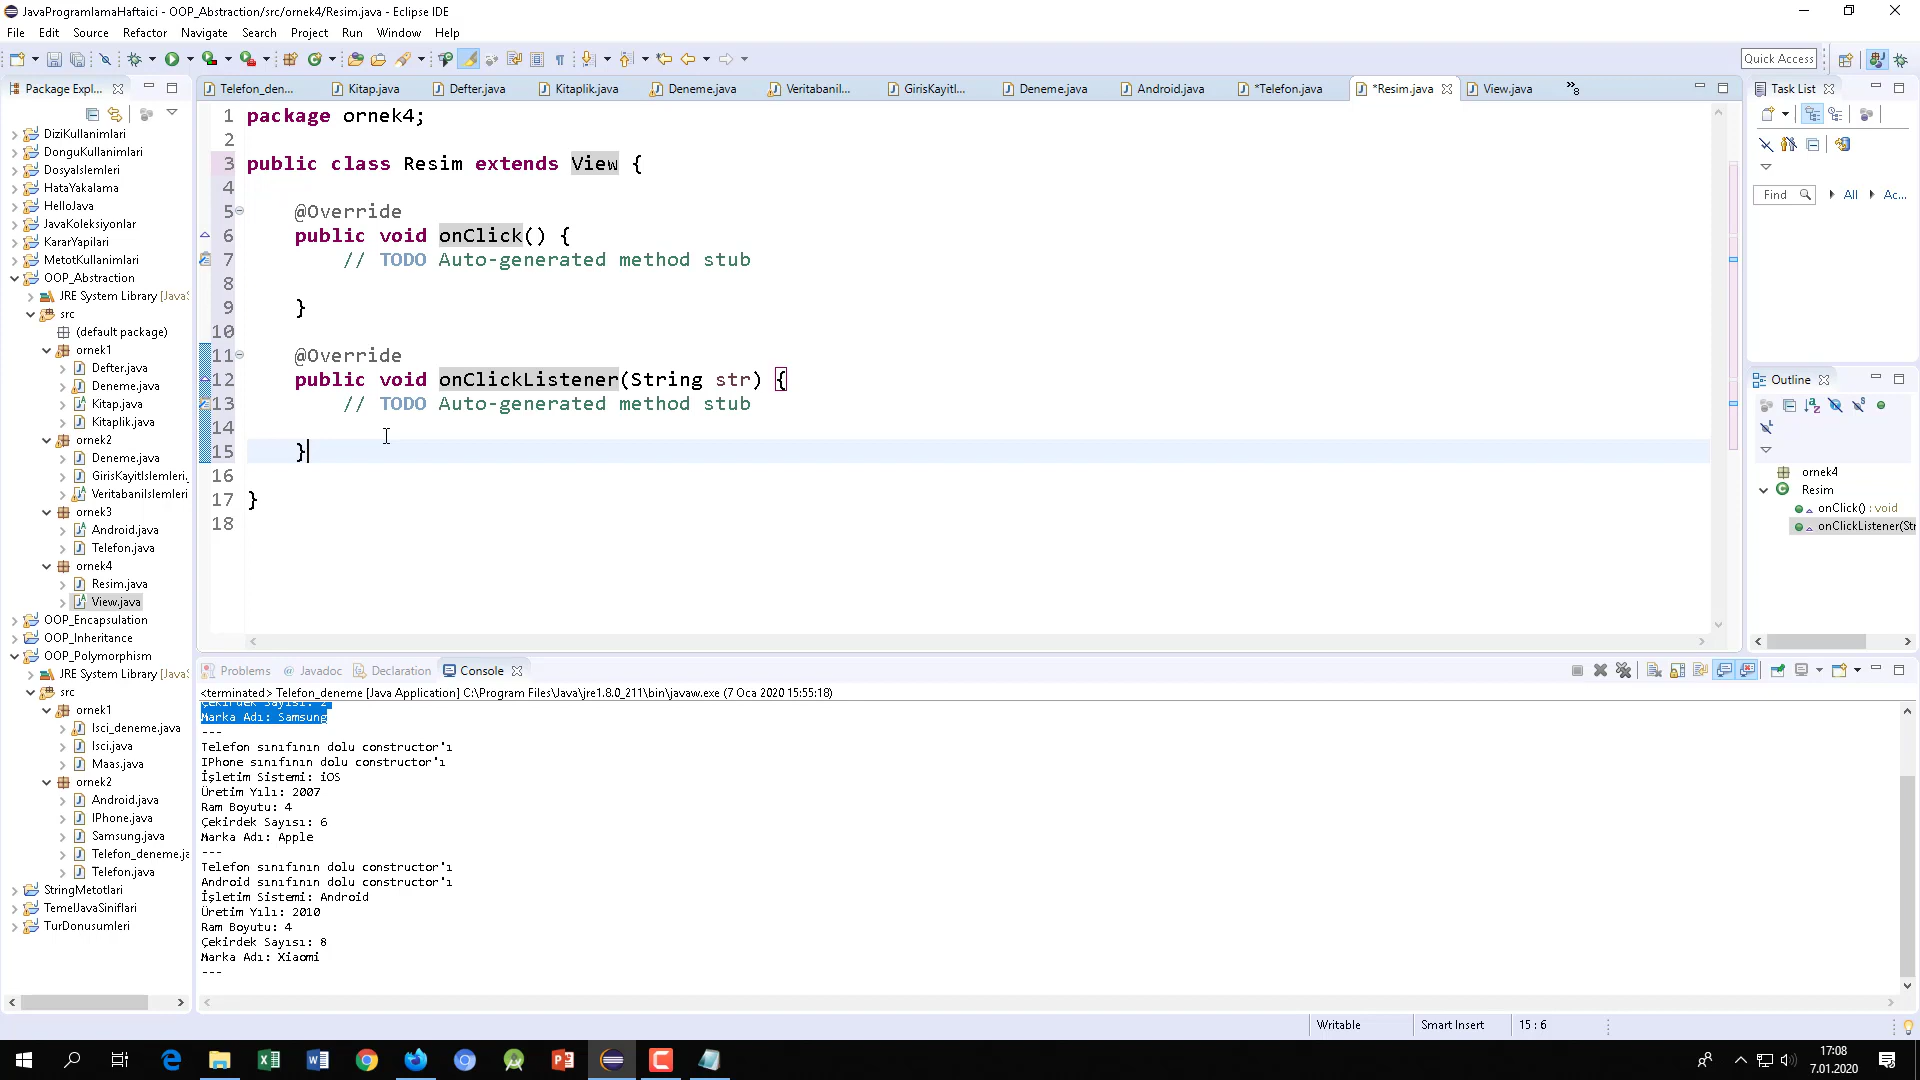 JavaProgramlamaHaftaici - OOP_Abstraction/src/ornek4/Resim.java - Eclipse IDE
File Edit Source Refactor Navigate Search Project Run Window Help
Quick Access
Package Expl...
Telefon_den... Kitap.java Defter.java Kitaplik.java Deneme.java Veritabanil... GirisKayitl... Deneme.java Android.java *Telefon.java *Resim.java View.java »8
Task List
Find All Ac...
DiziKullanimlari
DonguKullanimlari
DosyaIslemleri
HataYakalama
HelloJava
JavaKoleksiyonlar
KararYapilari
MetotKullanimlari
OOP_Abstraction
JRE System Library [JavaS
src
(default package)
ornek1
Defter.java
Deneme.java
Kitap.java
Kitaplik.java
ornek2
Deneme.java
GirisKayitIslemleri.
VeritabaniIslemleri
ornek3
Android.java
Telefon.java
ornek4
Resim.java
View.java
OOP_Encapsulation
OOP_Inheritance
OOP_Polymorphism
JRE System Library [JavaS
src
ornek1
Isci_deneme.java
Isci.java
Maas.java
ornek2
Android.java
IPhone.java
Samsung.java
Telefon_deneme.ja
Telefon.java
StringMetotlari
TemelJavaSiniflari
TurDonusumleri
1 package ornek4;
2
3 public class Resim extends View {
4
5 @Override
6 public void onClick() {
7 // TODO Auto-generated method stub
8
9 }
10
11 @Override
12 public void onClickListener(String str) {
13 // TODO Auto-generated method stub
14
15 }
16
17 }
18
Outline
ornek4
Resim
onClick() : void
onClickListener(Str
Problems Javadoc Declaration Console
<terminated> Telefon_deneme [Java Application] C:\Program Files\Java\jre1.8.0_211\bin\javaw.exe (7 Oca 2020 15:55:18)
Çekirdek Sayısı: 2
Marka Adı: Samsung
---
Telefon sınıfının dolu constructor'ı
IPhone sınıfının dolu constructor'ı
İşletim Sistemi: iOS
Üretim Yılı: 2007
Ram Boyutu: 4
Çekirdek Sayısı: 6
Marka Adı: Apple
---
Telefon sınıfının dolu constructor'ı
Android sınıfının dolu constructor'ı
İşletim Sistemi: Android
Üretim Yılı: 2010
Ram Boyutu: 4
Çekirdek Sayısı: 8
Marka Adı: Xiaomi
---
Writable Smart Insert 15 : 6
17:08
7.01.2020